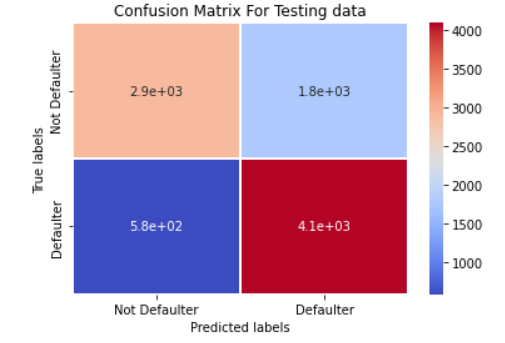 Confusion Matrix For Testing data
Not Defaulter
Defaulter
True labels
2.9e+03
1.8e+03
5.8e+02
4.1e+03
Not Defaulter
Defaulter
Predicted labels
4000
3500
3000
2500
2000
1500
1000